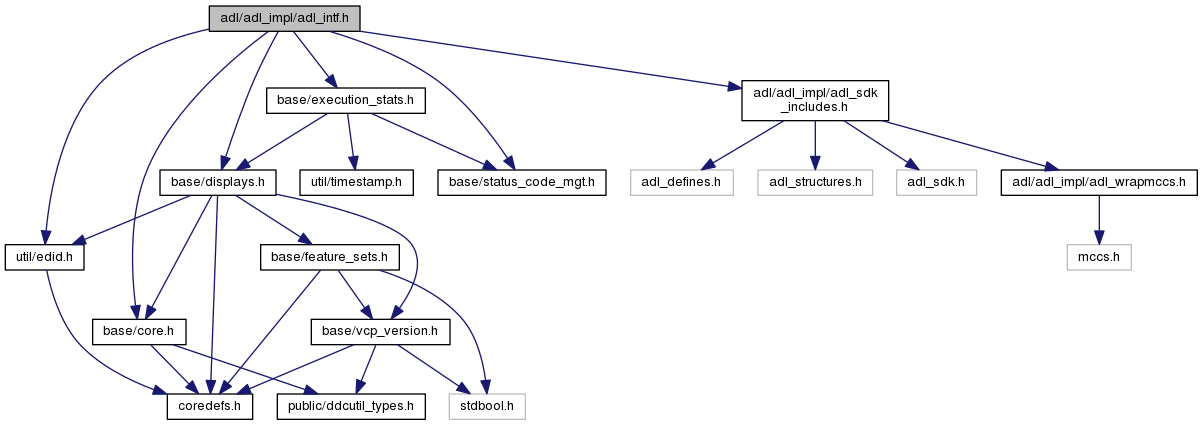 adl/adl_impl/adl_intf.h
base/execution_stats.h
adl/adl_impl/adl_sdk
_includes.h
base/displays.h
util/timestamp.h
base/status_code_mgt.h
adl_defines.h
adl_structures.h
adl_sdk.h
adl/adl_impl/adl_wrapmccs.h
util/edid.h
base/feature_sets.h
mccs.h
base/core.h
base/vcp_version.h
coredefs.h
public/ddcutil_types.h
stdbool.h